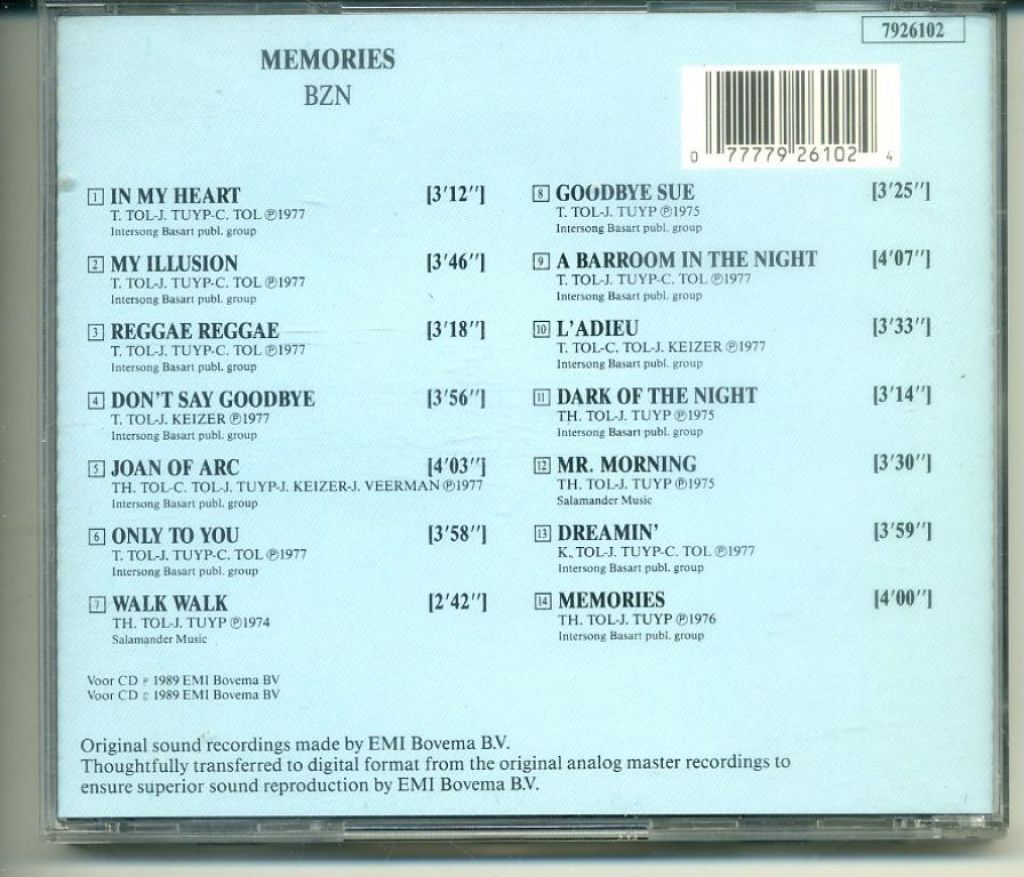 7926102
MEMORIES
BZN
0 77779 26102 4
1 IN MY HEART [3'12"]
T. TOL-J. TUYP-C. TOL ℗1977
Intersong Basart publ. group
2 MY ILLUSION [3'46"]
T. TOL-J. TUYP-C. TOL ℗1977
Intersong Basart publ. group
3 REGGAE REGGAE [3'18"]
T. TOL-J. TUYP-C. TOL ℗1977
Intersong Basart publ. group
4 DON'T SAY GOODBYE [3'56"]
T. TOL-J. KEIZER ℗1977
Intersong Basart publ. group
5 JOAN OF ARC [4'03"]
TH. TOL-C. TOL-J. TUYP-J. KEIZER-J. VEERMAN ℗1977
Intersong Basart publ. group
6 ONLY TO YOU [3'58"]
T. TOL-J. TUYP-C. TOL ℗1977
Intersong Basart publ. group
7 WALK WALK [2'42"]
TH. TOL-J. TUYP ℗1974
Salamander Music
8 GOODBYE SUE [3'25"]
T. TOL-J. TUYP ℗1975
Intersong Basart publ. group
9 A BARROOM IN THE NIGHT [4'07"]
T. TOL-J. TUYP-C. TOL ℗1977
Intersong Basart publ. group
10 L'ADIEU [3'33"]
T. TOL-C. TOL-J. KEIZER ℗1977
Intersong Basart publ. group
11 DARK OF THE NIGHT [3'14"]
TH. TOL-J. TUYP ℗1975
Intersong Basart publ. group
12 MR. MORNING [3'30"]
TH. TOL-J. TUYP ℗1975
Salamander Music
13 DREAMIN' [3'59"]
K. TOL-J. TUYP-C. TOL ℗1977
Intersong Basart publ. group
14 MEMORIES [4'00"]
TH. TOL-J. TUYP ℗1976
Intersong Basart publ. group
Voor CD ℗ 1989 EMI Bovema BV
Voor CD © 1989 EMI Bovema BV
Original sound recordings made by EMI Bovema B.V.
Thoughtfully transferred to digital format from the original analog master recordings to
ensure superior sound reproduction by EMI Bovema B.V.